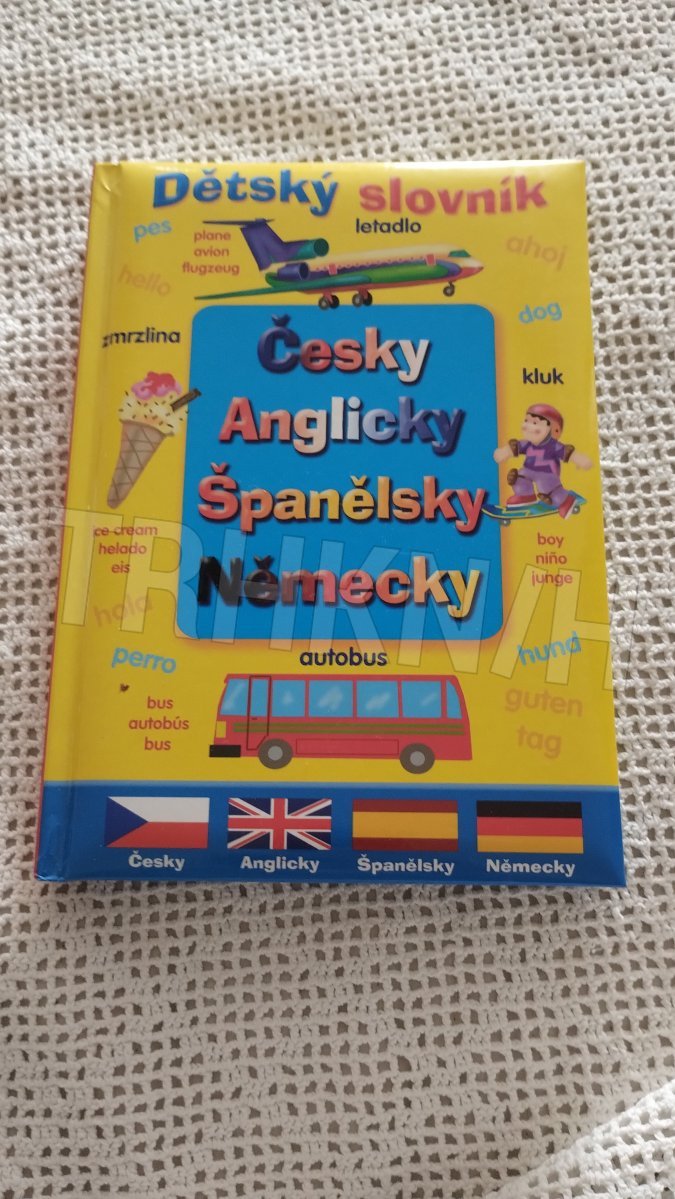 Dětský slovník
pes
plane
avion
flugzeug
letadlo
ahoj
hello
dog
zmrzlina
kluk
Česky
Anglicky
Španělsky
Německy
ice cream
helado
eis
boy
niño
junge
hola
perro
hund
autobus
bus
autobús
bus
guten
tag
Česky
Anglicky
Španělsky
Německy